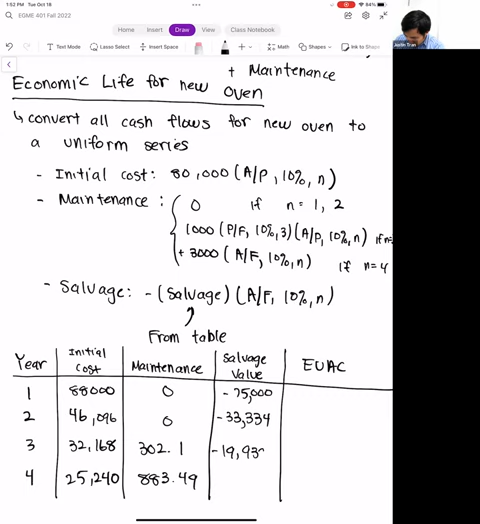 1:52 PM Tue Oct 18
84%
EGME 401 Fall 2022
Home Insert Draw View Class Notebook
Text Mode Lasso Select Insert Space Math Shapes Ink to Shape
Justin Tran
+ Maintenance
Economic Life for new oven
↳ convert all cash flows for new oven to
a uniform series
- Initial cost: 80,000 (A/P, 10%, n)
- Maintenance : { 0 if n = 1, 2
1000 (P/F, 10%, 3) (A/P, 10%, n) if n=
+ 3000 (A/F, 10%, n) if n=4
- Salvage: - (Salvage) (A/F, 10%, n)
From table
Year Initial Cost Maintenance Salvage Value EUAC
1 88000 0 -75,000
2 46,096 0 -33,334
3 32,168 302.1 -19,93
4 25,240 883.49